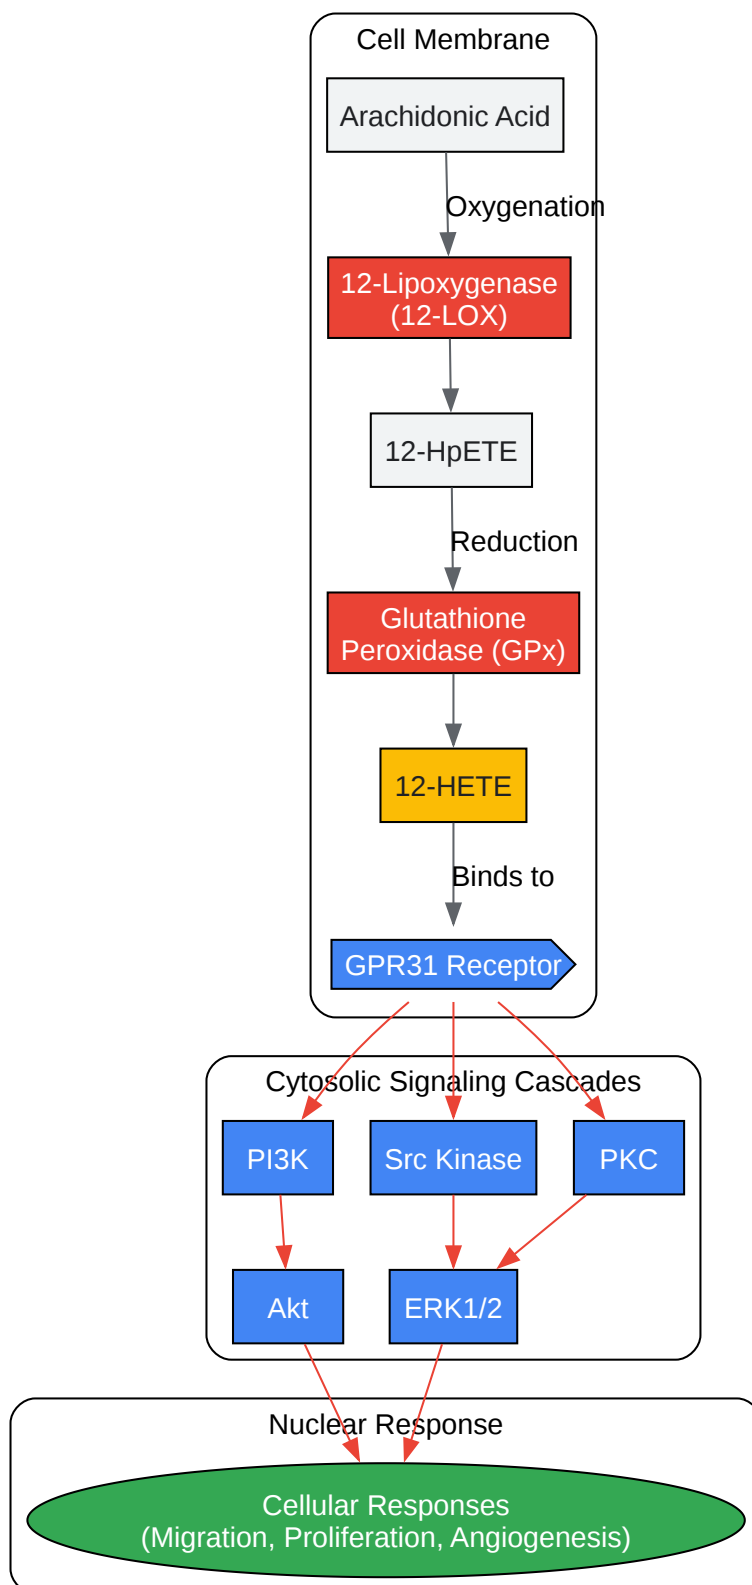 Cell Membrane
Arachidonic Acid
Oxygenation
12-Lipoxygenase
(12-LOX)
12-HpETE
Reduction
Glutathione
Peroxidase (GPx)
12-HETE
Binds to
GPR31 Receptor
Cytosolic Signaling Cascades
PI3K
Src Kinase
PKC
Akt
ERK1/2
Nuclear Response
Cellular Responses
(Migration, Proliferation, Angiogenesis)